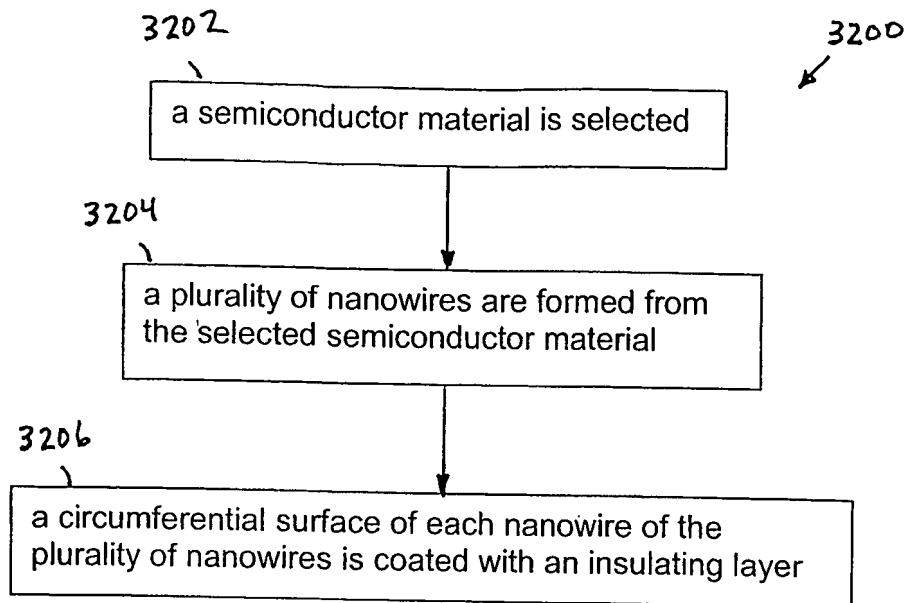 3202
3200
a semiconductor material is selected
3204
a plurality of nanowires are formed from
the selected semiconductor material
3206
a circumferential surface of each nanowire of the
plurality of nanowires is coated with an insulating layer